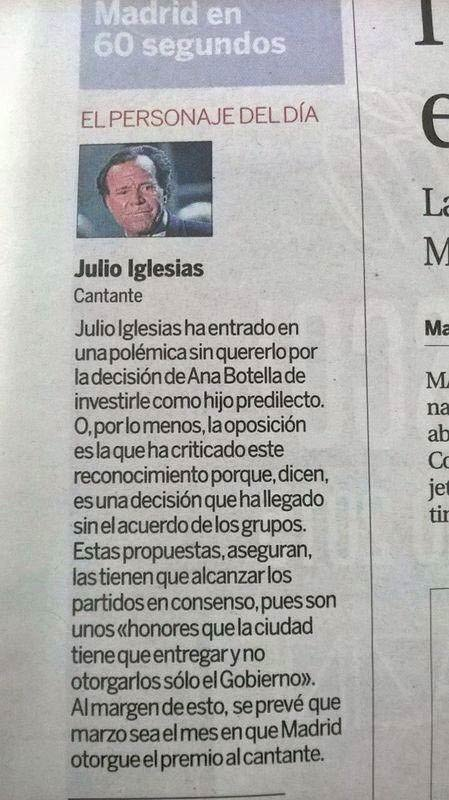 Madrid en
60 segundos
EL PERSONAJE DEL DÍA
Julio Iglesias
Cantante
Julio Iglesias ha entrado en
una polémica sin quererlo por
la decisión de Ana Botella de
investirle como hijo predilecto.
O, por lo menos, la oposición
es la que ha criticado este
reconocimiento porque, dicen,
es una decisión que ha llegado
sin el acuerdo de los grupos.
Estas propuestas, aseguran,
las tienen que alcanzar los
partidos en consenso, pues son
unos «honores que la ciudad
tiene que entregar y no
otorgarlos sólo el Gobierno».
Al margen de esto, se prevé que
marzo sea el mes en que Madrid
otorgue el premio al cantante.
e
La
M
Ma
MA
na
ab
Co
jet
tin